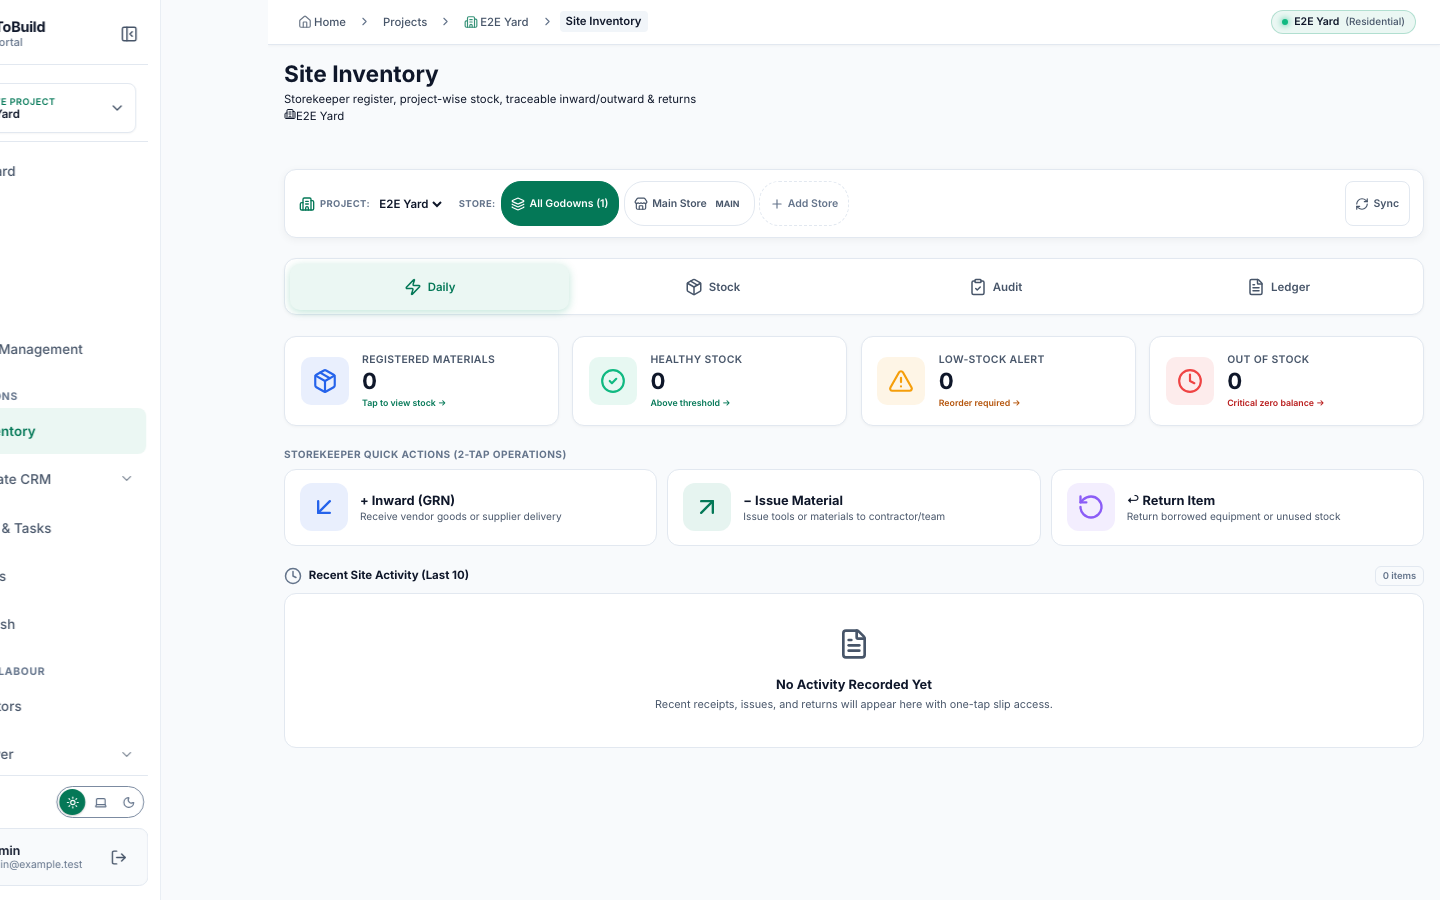 ToBuild
ortal
E PROJECT
Yard
rd
Management
ONS
entory
ate CRM
& Tasks
s
sh
LABOUR
tors
er
min
in@example.test
Home
Projects
E2E Yard
Site Inventory
E2E Yard (Residential)
Site Inventory
Storekeeper register, project-wise stock, traceable inward/outward & returns
E2E Yard
PROJECT: E2E Yard
STORE: All Godowns (1)
Main Store MAIN
+ Add Store
Sync
Daily
Stock
Audit
Ledger
REGISTERED MATERIALS
0
Tap to view stock →
HEALTHY STOCK
0
Above threshold →
LOW-STOCK ALERT
0
Reorder required →
OUT OF STOCK
0
Critical zero balance →
STOREKEEPER QUICK ACTIONS (2-TAP OPERATIONS)
+ Inward (GRN)
Receive vendor goods or supplier delivery
− Issue Material
Issue tools or materials to contractor/team
↩ Return Item
Return borrowed equipment or unused stock
Recent Site Activity (Last 10)
0 items
No Activity Recorded Yet
Recent receipts, issues, and returns will appear here with one-tap slip access.